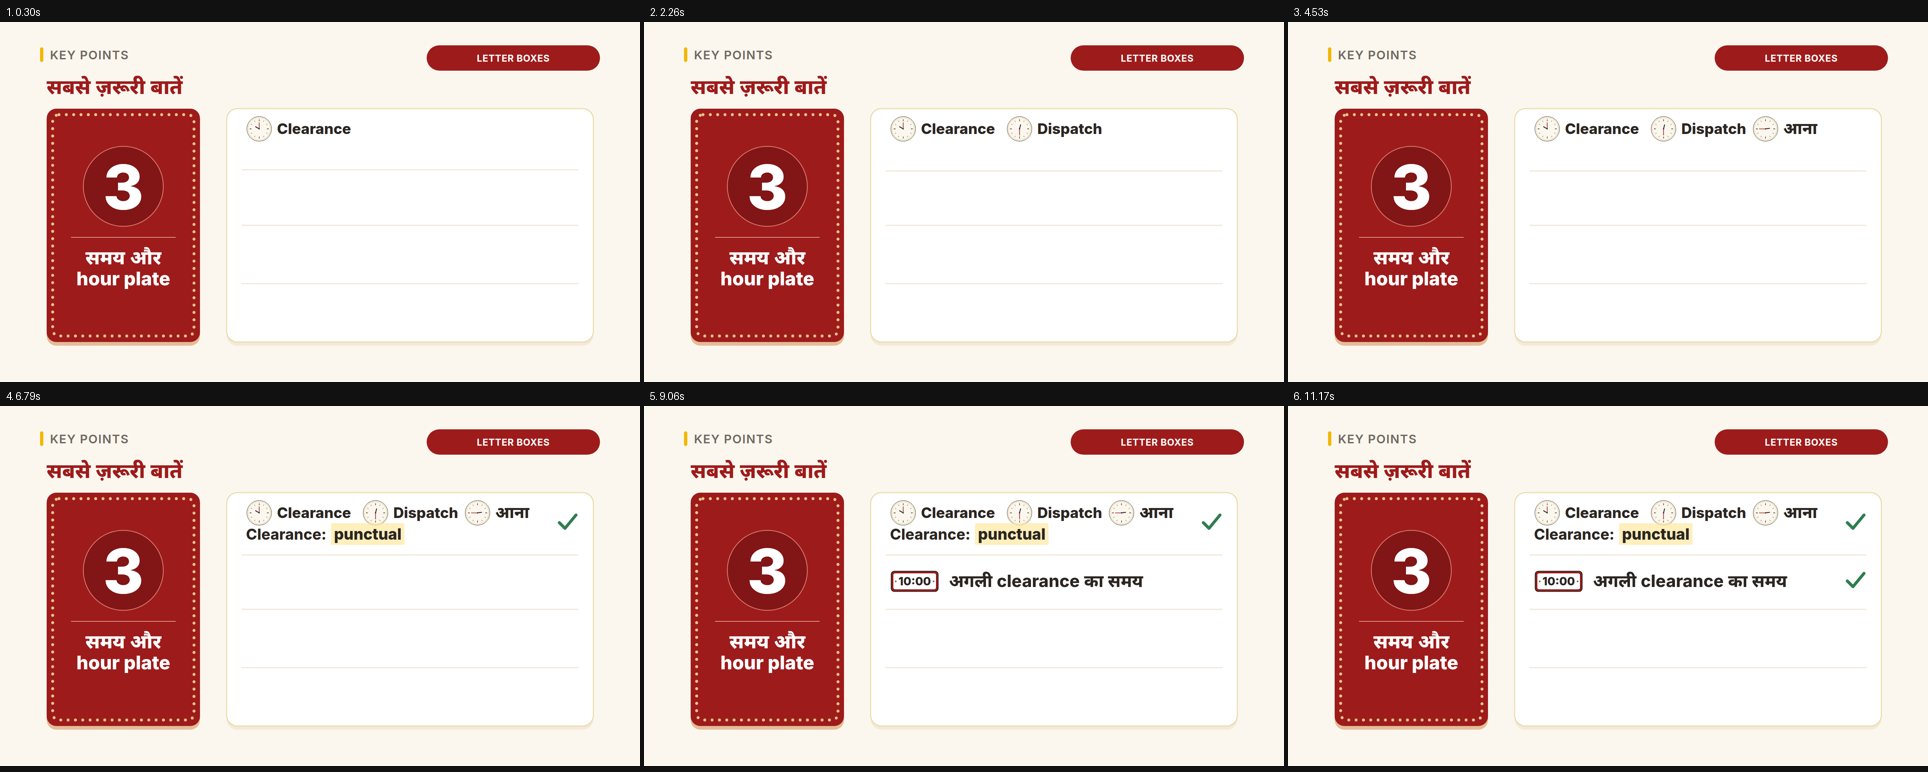 1. 0.30s
KEY POINTS
LETTER BOXES
सबसे ज़रूरी बातें
3
समय और
hour plate
Clearance
2. 2.26s
KEY POINTS
LETTER BOXES
सबसे ज़रूरी बातें
3
समय और
hour plate
Clearance Dispatch
3. 4.53s
KEY POINTS
LETTER BOXES
सबसे ज़रूरी बातें
3
समय और
hour plate
Clearance Dispatch आना
4. 6.79s
KEY POINTS
LETTER BOXES
सबसे ज़रूरी बातें
3
समय और
hour plate
Clearance Dispatch आना
Clearance: punctual
5. 9.06s
KEY POINTS
LETTER BOXES
सबसे ज़रूरी बातें
3
समय और
hour plate
Clearance Dispatch आना
Clearance: punctual
10:00 अगली clearance का समय
6. 11.17s
KEY POINTS
LETTER BOXES
सबसे ज़रूरी बातें
3
समय और
hour plate
Clearance Dispatch आना
Clearance: punctual
10:00 अगली clearance का समय